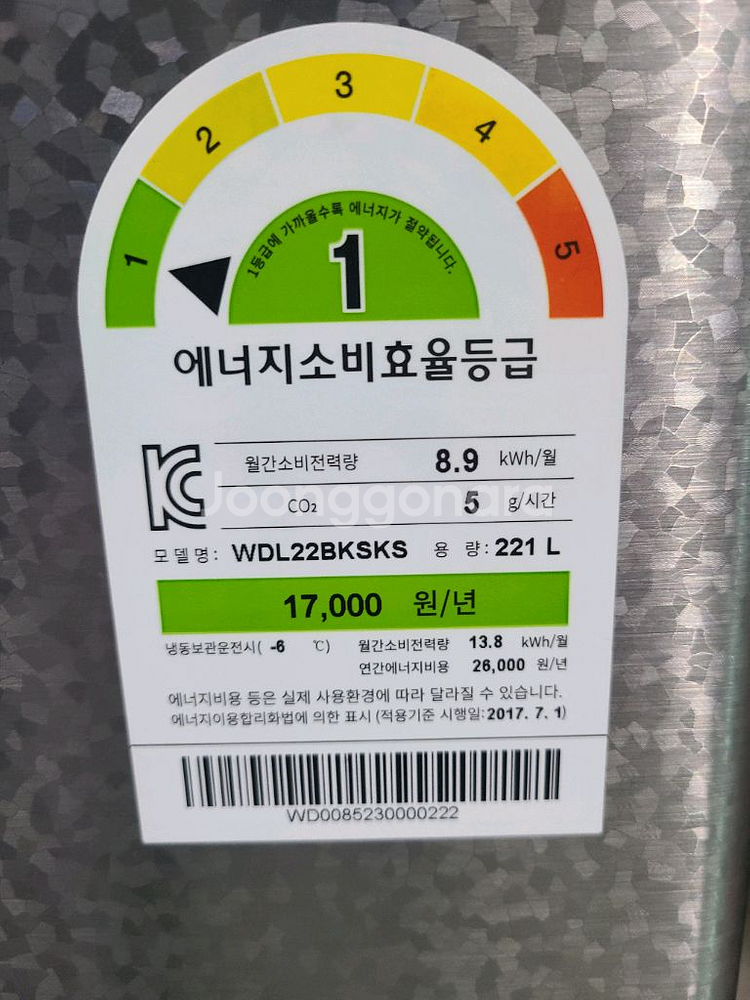 1
2
3
4
5
1등급에 가까울수록 에너지가 절약됩니다.
1
에너지소비효율등급
월간소비전력량 8.9 kWh/월
CO₂ 5 g/시간
Joonggonara
모델명: WDL22BKSKS 용 량: 221 L
17,000 원/년
냉동보관운전시( -6 ℃) 월간소비전력량 13.8 kWh/월
연간에너지비용 26,000 원/년
에너지비용 등은 실제 사용환경에 따라 달라질 수 있습니다.
에너지이용합리화법에 의한 표시 (적용기준 시행일: 2017. 7. 1)
WD0085230000222